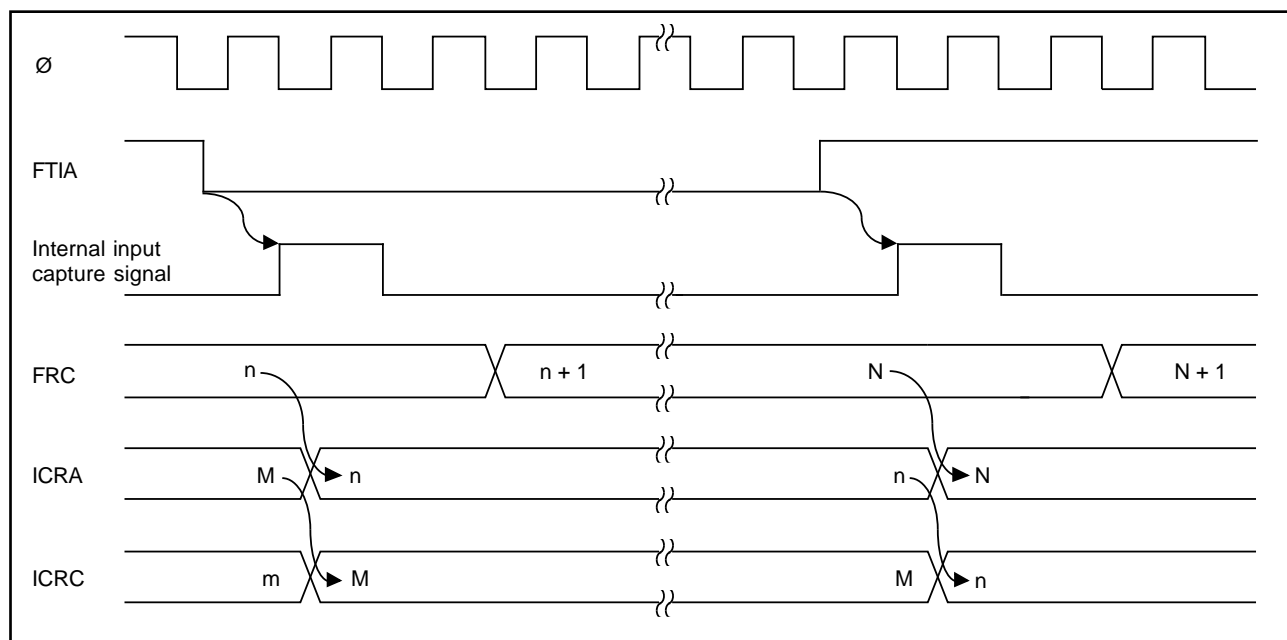 Ø
FTIA
Internal input
capture signal
FRC n n + 1 N N + 1
ICRA M n n N
ICRC m M M n